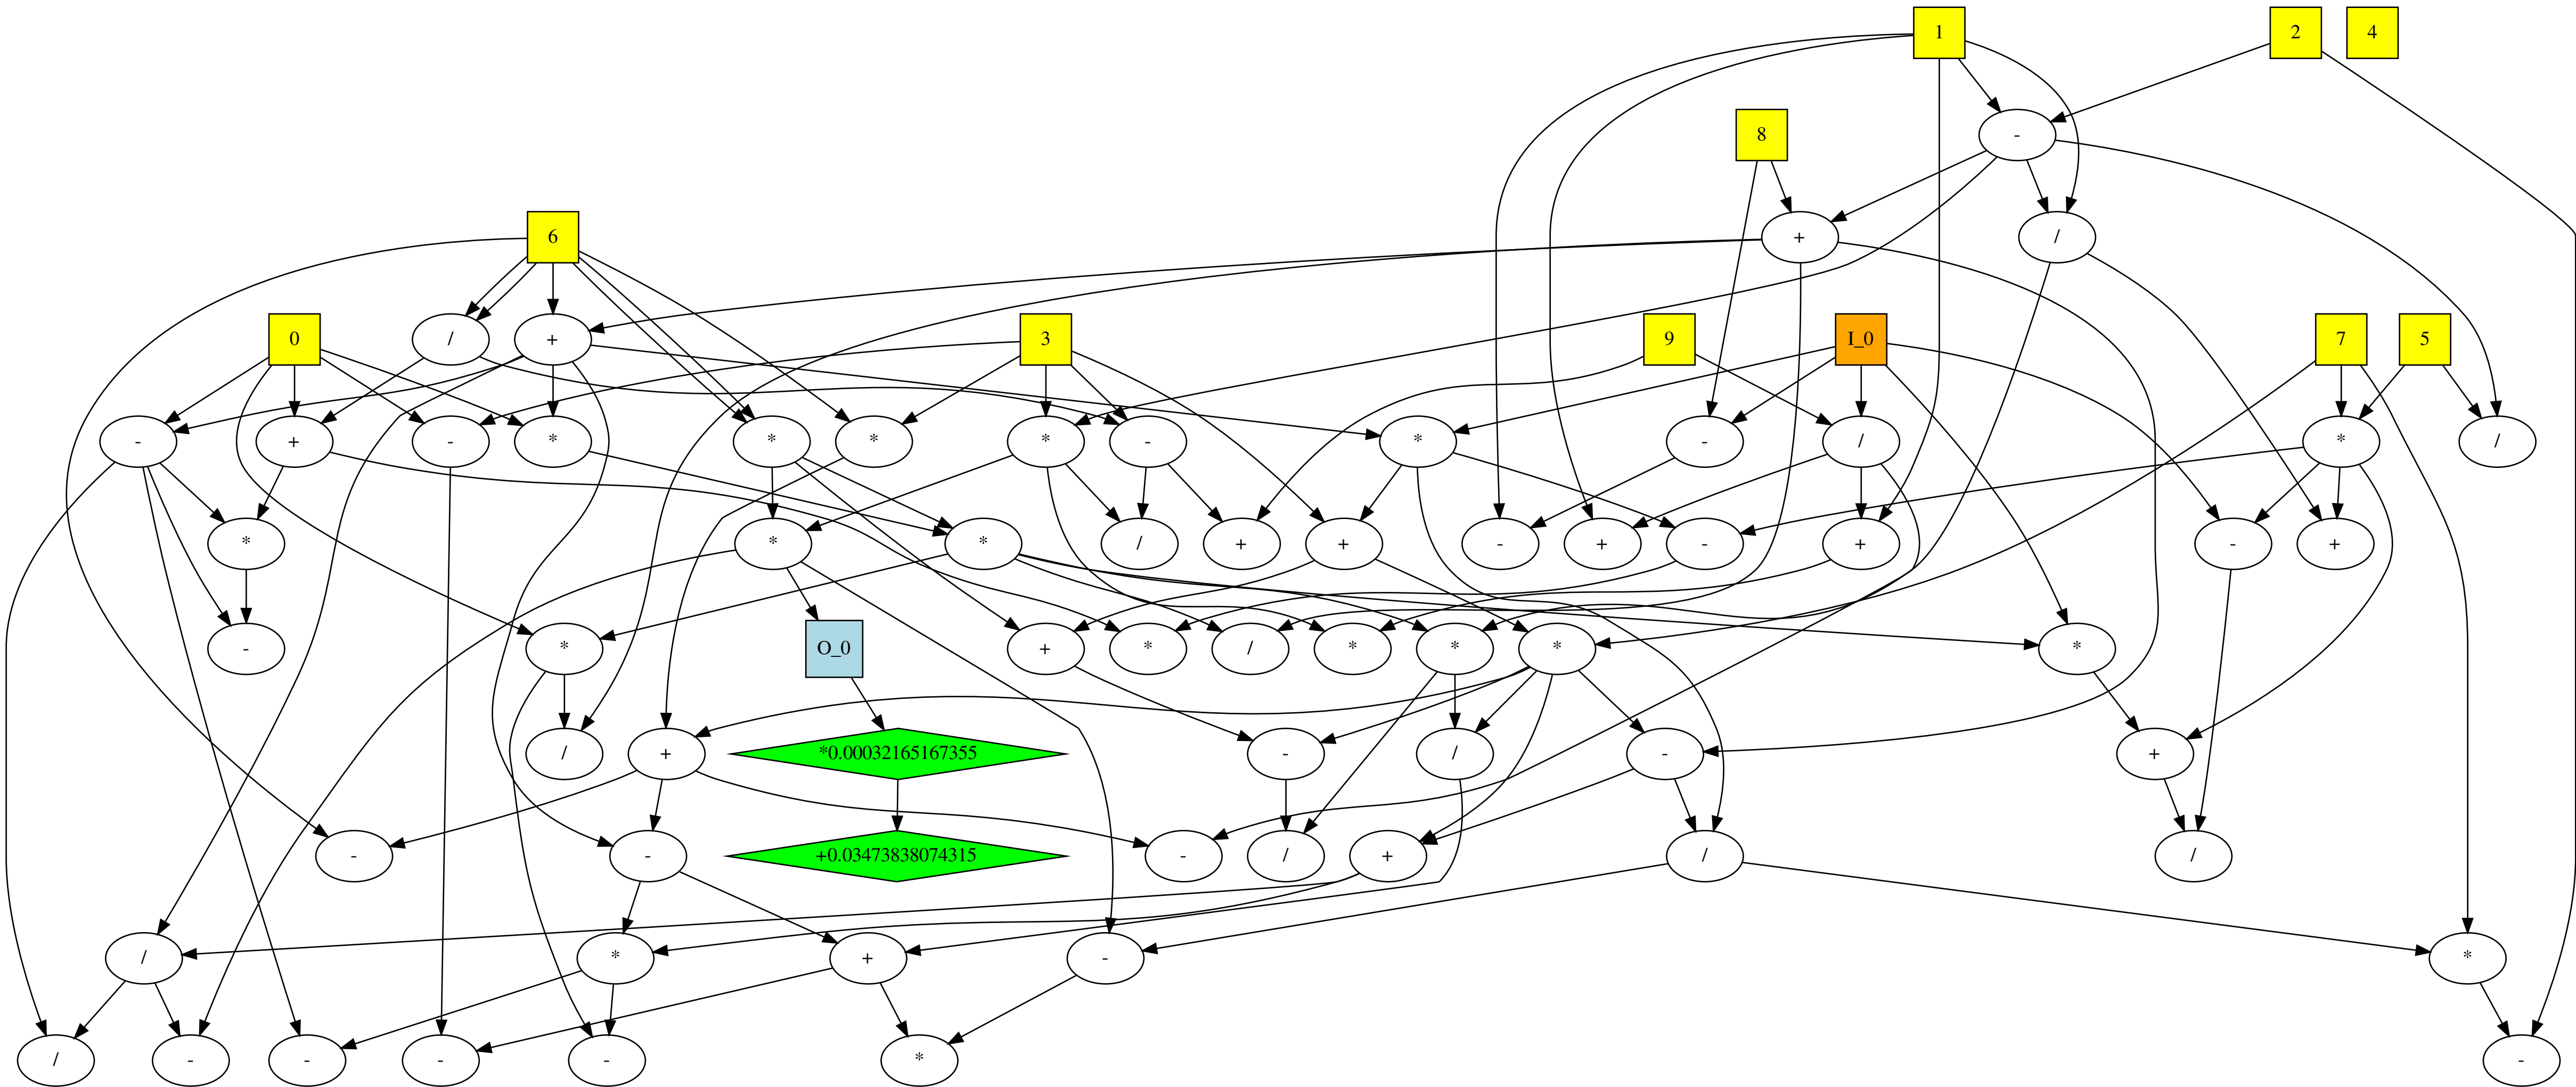 1 2 4
8 -
6 + /
0 / + 3 9 I_0 7 5
- + - * * * * - * - / * /
* * * / + + - + - + - +
- * O_0 + * / * * * *
/ + *0.00032165167355 - / - +
- - +0.03473838074315 - / + / /
/ * + - *
/ - - - - * -